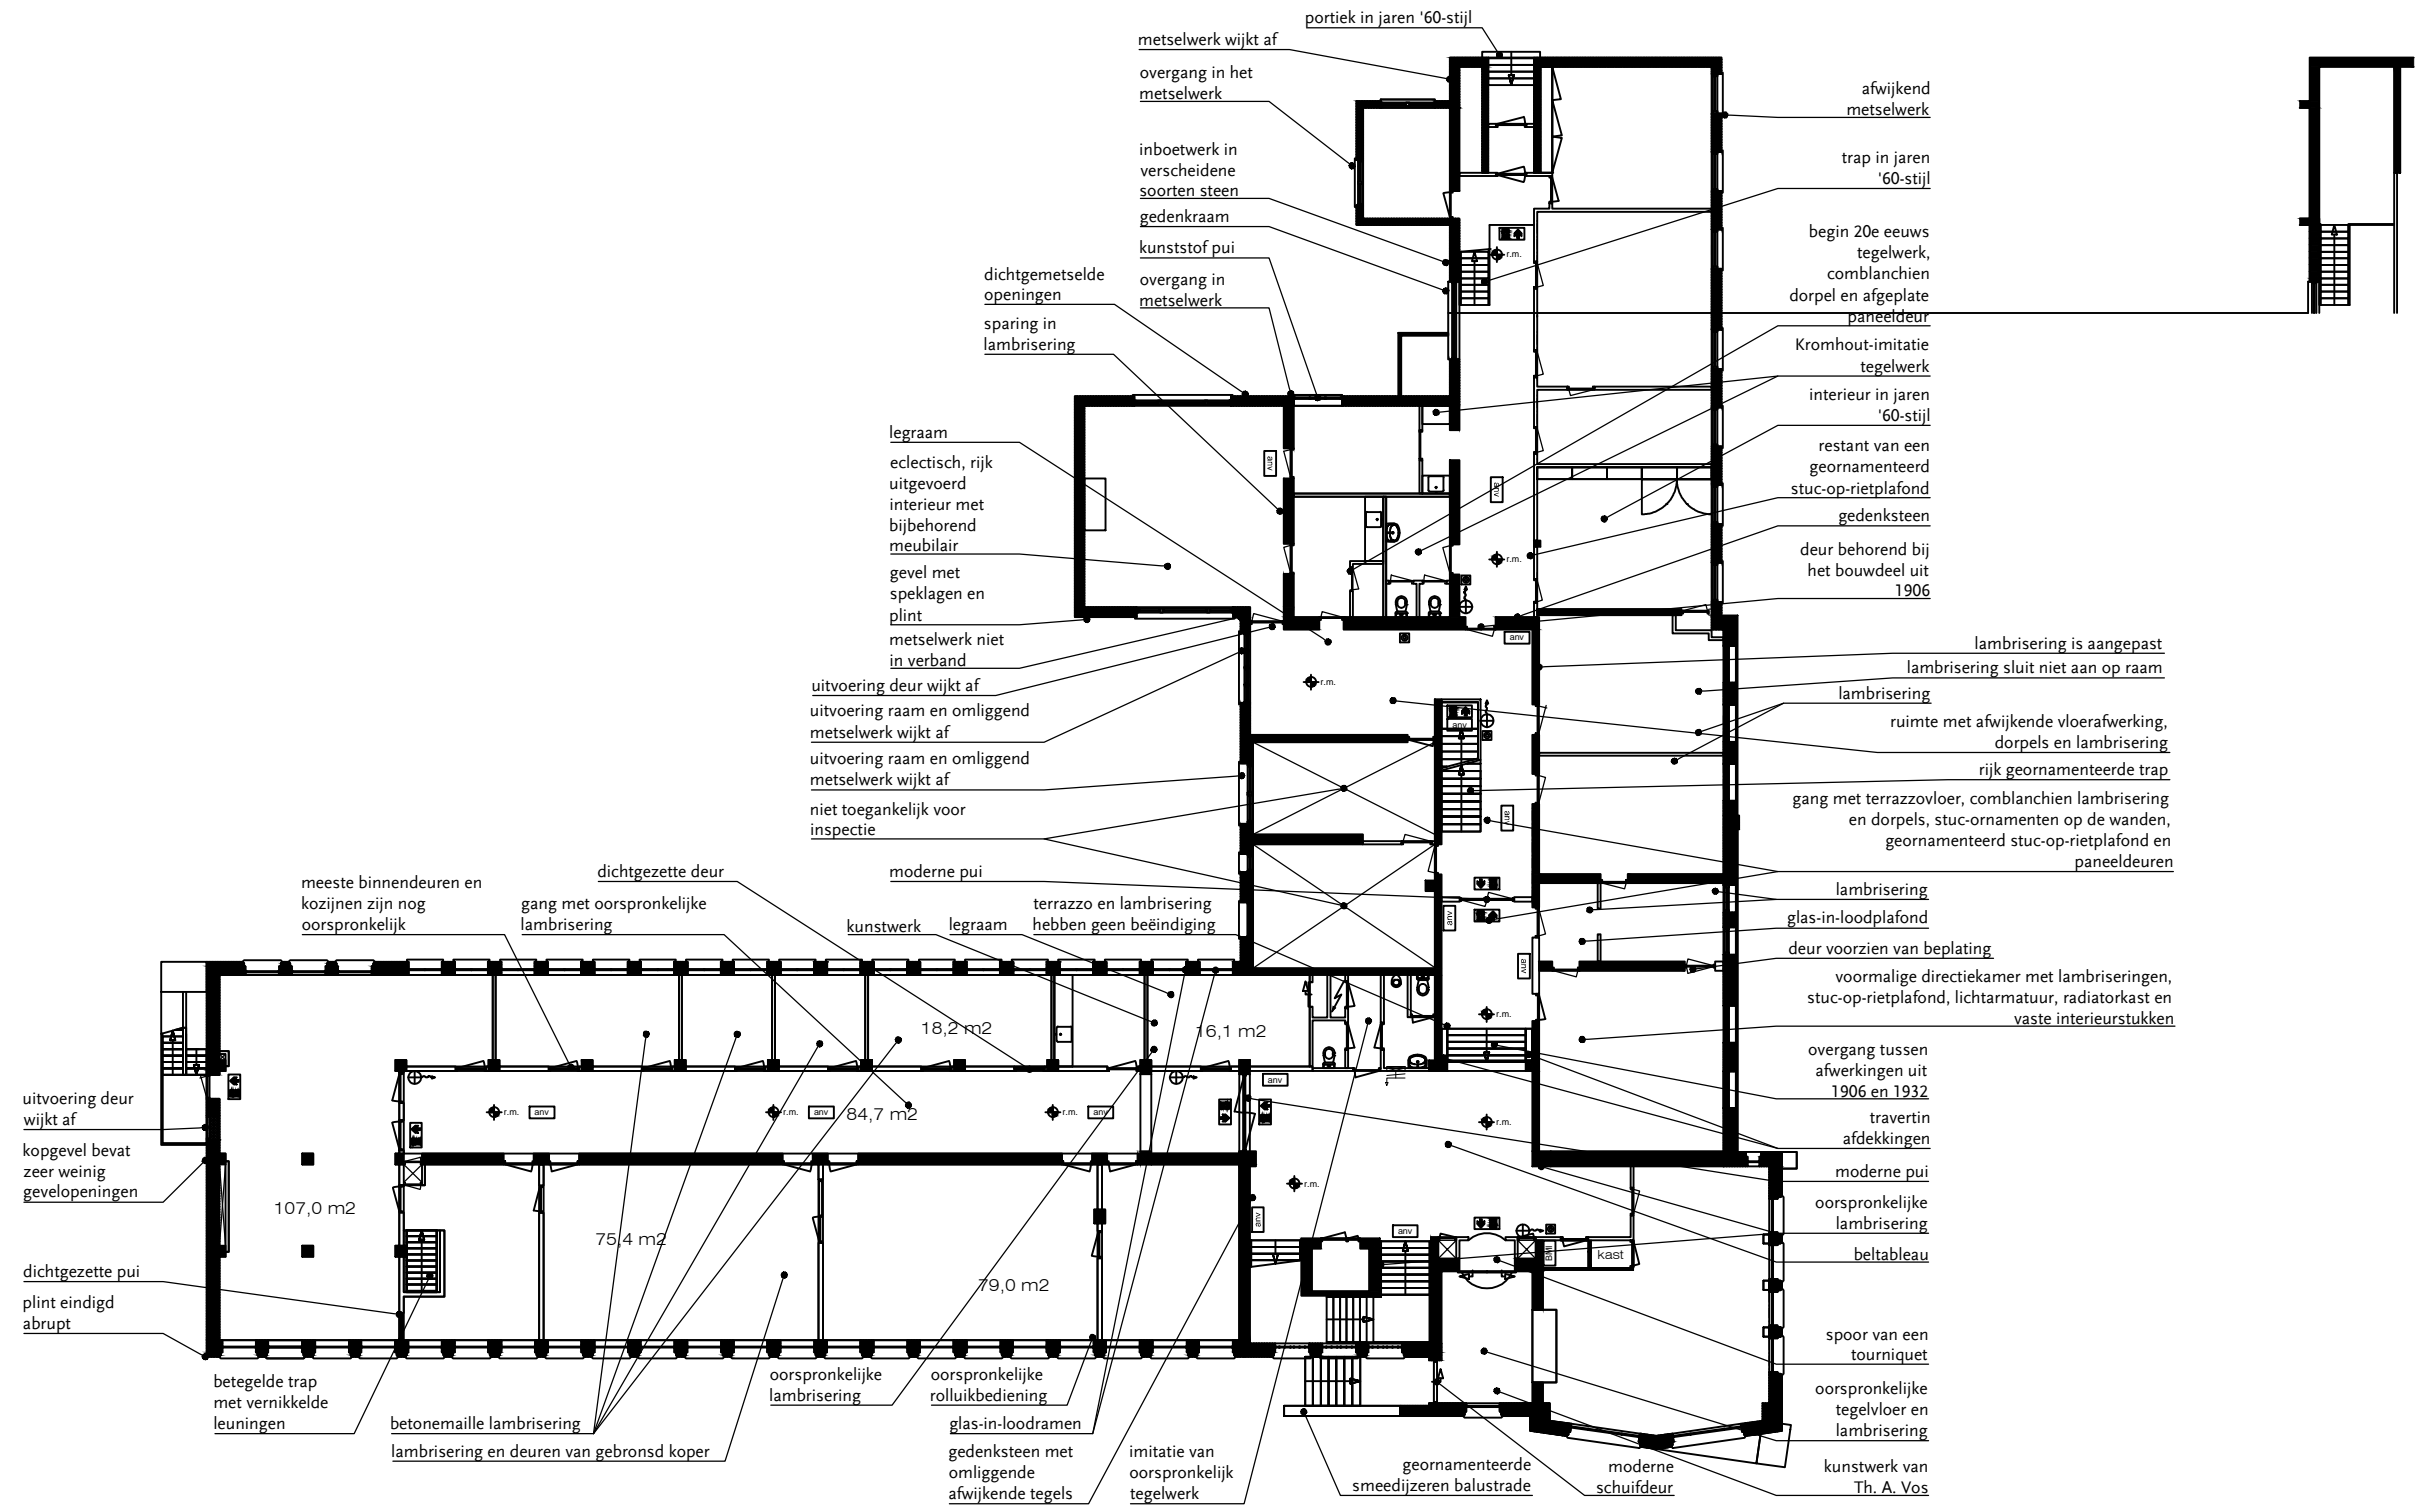 portiek in jaren '60-stijl
metselwerk wijkt af
overgang in het
metselwerk
inboetwerk in
verscheidene
soorten steen
gedenkraam
kunststof pui
overgang in
metselwerk
dichtgemetselde
openingen
sparing in
lambrisering
legraam
eclectisch, rijk
uitgevoerd
interieur met
bijbehorend
meubilair
gevel met
speklagen en
plint
metselwerk niet
in verband
uitvoering deur wijkt af
uitvoering raam en omliggend
metselwerk wijkt af
uitvoering raam en omliggend
metselwerk wijkt af
niet toegankelijk voor
inspectie
moderne pui
dichtgezette deur
meeste binnendeuren en
kozijnen zijn nog
oorspronkelijk
gang met oorspronkelijke
lambrisering
kunstwerk
legraam
terrazzo en lambrisering
hebben geen beëindiging
afwijkend
metselwerk
trap in jaren
'60-stijl
begin 20e eeuws
tegelwerk,
comblanchien
dorpel en afgeplate
paneeldeur
Kromhout-imitatie
tegelwerk
interieur in jaren
'60-stijl
restant van een
geornamenteerd
stuc-op-rietplafond
gedenksteen
deur behorend bij
het bouwdeel uit
1906
lambrisering is aangepast
lambrisering sluit niet aan op raam
lambrisering
ruimte met afwijkende vloerafwerking,
dorpels en lambrisering
rijk geornamenteerde trap
gang met terrazzovloer, comblanchien lambrisering
en dorpels, stuc-ornamenten op de wanden,
geornamenteerd stuc-op-rietplafond en
paneeldeuren
lambrisering
glas-in-loodplafond
deur voorzien van beplating
voormalige directiekamer met lambriseringen,
stuc-op-rietplafond, lichtarmatuur, radiatorkast en
vaste interieurstukken
overgang tussen
afwerkingen uit
1906 en 1932
travertin
afdekkingen
moderne pui
oorspronkelijke
lambrisering
beltableau
spoor van een
tourniquet
oorspronkelijke
tegelvloer en
lambrisering
kunstwerk van
Th. A. Vos
uitvoering deur
wijkt af
kopgevel bevat
zeer weinig
gevelopeningen
dichtgezette pui
plint eindigd
abrupt
betegelde trap
met vernikkelde
leuningen
betonemaille lambrisering
lambrisering en deuren van gebronsd koper
oorspronkelijke
lambrisering
oorspronkelijke
rolluikbediening
glas-in-loodramen
gedenksteen met
omliggende
afwijkende tegels
imitatie van
oorspronkelijk
tegelwerk
geornamenteerde
smeedijzeren balustrade
moderne
schuifdeur
18,2 m2
16,1 m2
84,7 m2
107,0 m2
75,4 m2
79,0 m2
kast
BMI
r.m.
r.m.
r.m.
r.m.
r.m.
r.m.
r.m.
r.m.
r.m.
anv
anv
anv
anv
anv
anv
anv
anv
anv
anv
anv
anv
anv
anv